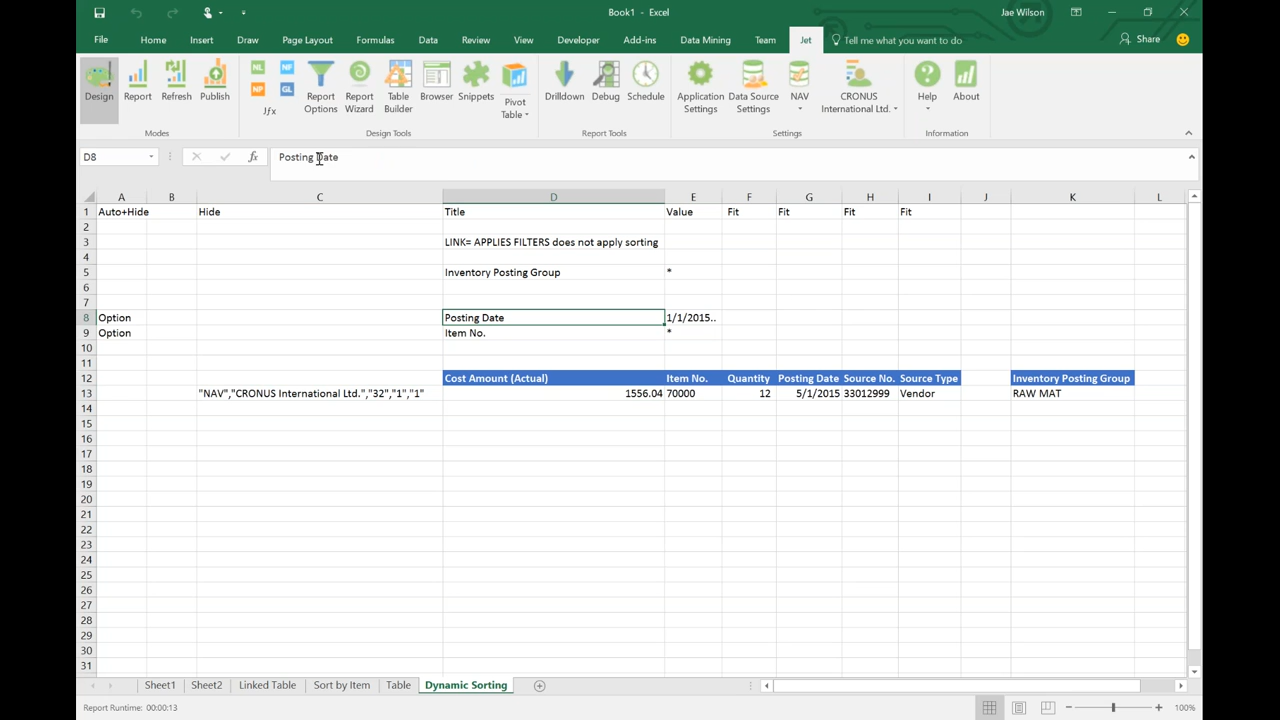 Book1 - Excel
Jae Wilson
File Home Insert Draw Page Layout Formulas Data Review View Developer Add-ins Data Mining Team Jet Tell me what you want to do Share
NL NF NP GL
Jfx
Design Report Refresh Publish Report Options Report Wizard Table Builder Browser Snippets Pivot Table Drilldown Debug Schedule Application Settings Data Source Settings NAV CRONUS International Ltd. Help About
Modes Design Tools Report Tools Settings Information
D8 fx Posting Date
A B C D E F G H I J K L
1 Auto+Hide Hide Title Value Fit Fit Fit Fit
2
3 LINK= APPLIES FILTERS does not apply sorting
4
5 Inventory Posting Group *
6
7
8 Option Posting Date 1/1/2015..
9 Option Item No. *
10
11
12 Cost Amount (Actual) Item No. Quantity Posting Date Source No. Source Type Inventory Posting Group
13 "NAV","CRONUS International Ltd.","32","1","1" 1556.04 70000 12 5/1/2015 33012999 Vendor RAW MAT
14
15
16
17
18
19
20
21
22
23
24
25
26
27
28
29
30
31
Sheet1 Sheet2 Linked Table Sort by Item Table Dynamic Sorting
Report Runtime: 00:00:13 100%